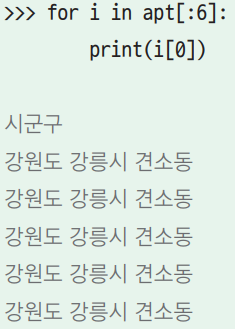 >>> for i in apt[:6]:
        print(i[0])
시군구
강원도 강릉시 견소동
강원도 강릉시 견소동
강원도 강릉시 견소동
강원도 강릉시 견소동
강원도 강릉시 견소동